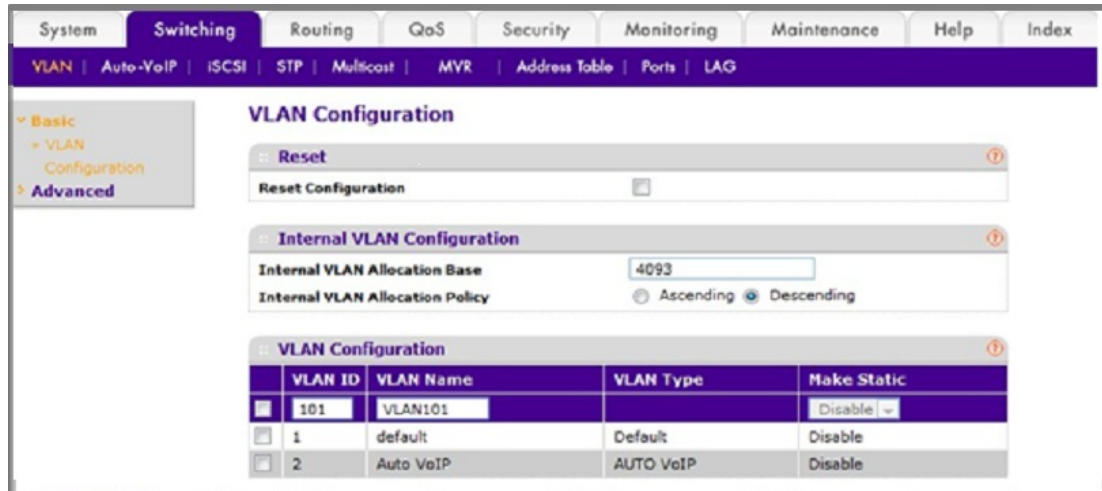 System Switching Routing QoS Security Monitoring Maintenance Help Index
VLAN | Auto-VoIP | iSCSI | STP | Multicast | MVR | Address Table | Ports | LAG
Basic
VLAN
Configuration
Advanced
VLAN Configuration
Reset
Reset Configuration
Internal VLAN Configuration
Internal VLAN Allocation Base 4093
Internal VLAN Allocation Policy Ascending Descending
VLAN Configuration
VLAN ID VLAN Name VLAN Type Make Static
101 VLAN101 Disable
1 default Default Disable
2 Auto VoIP AUTO VoIP Disable